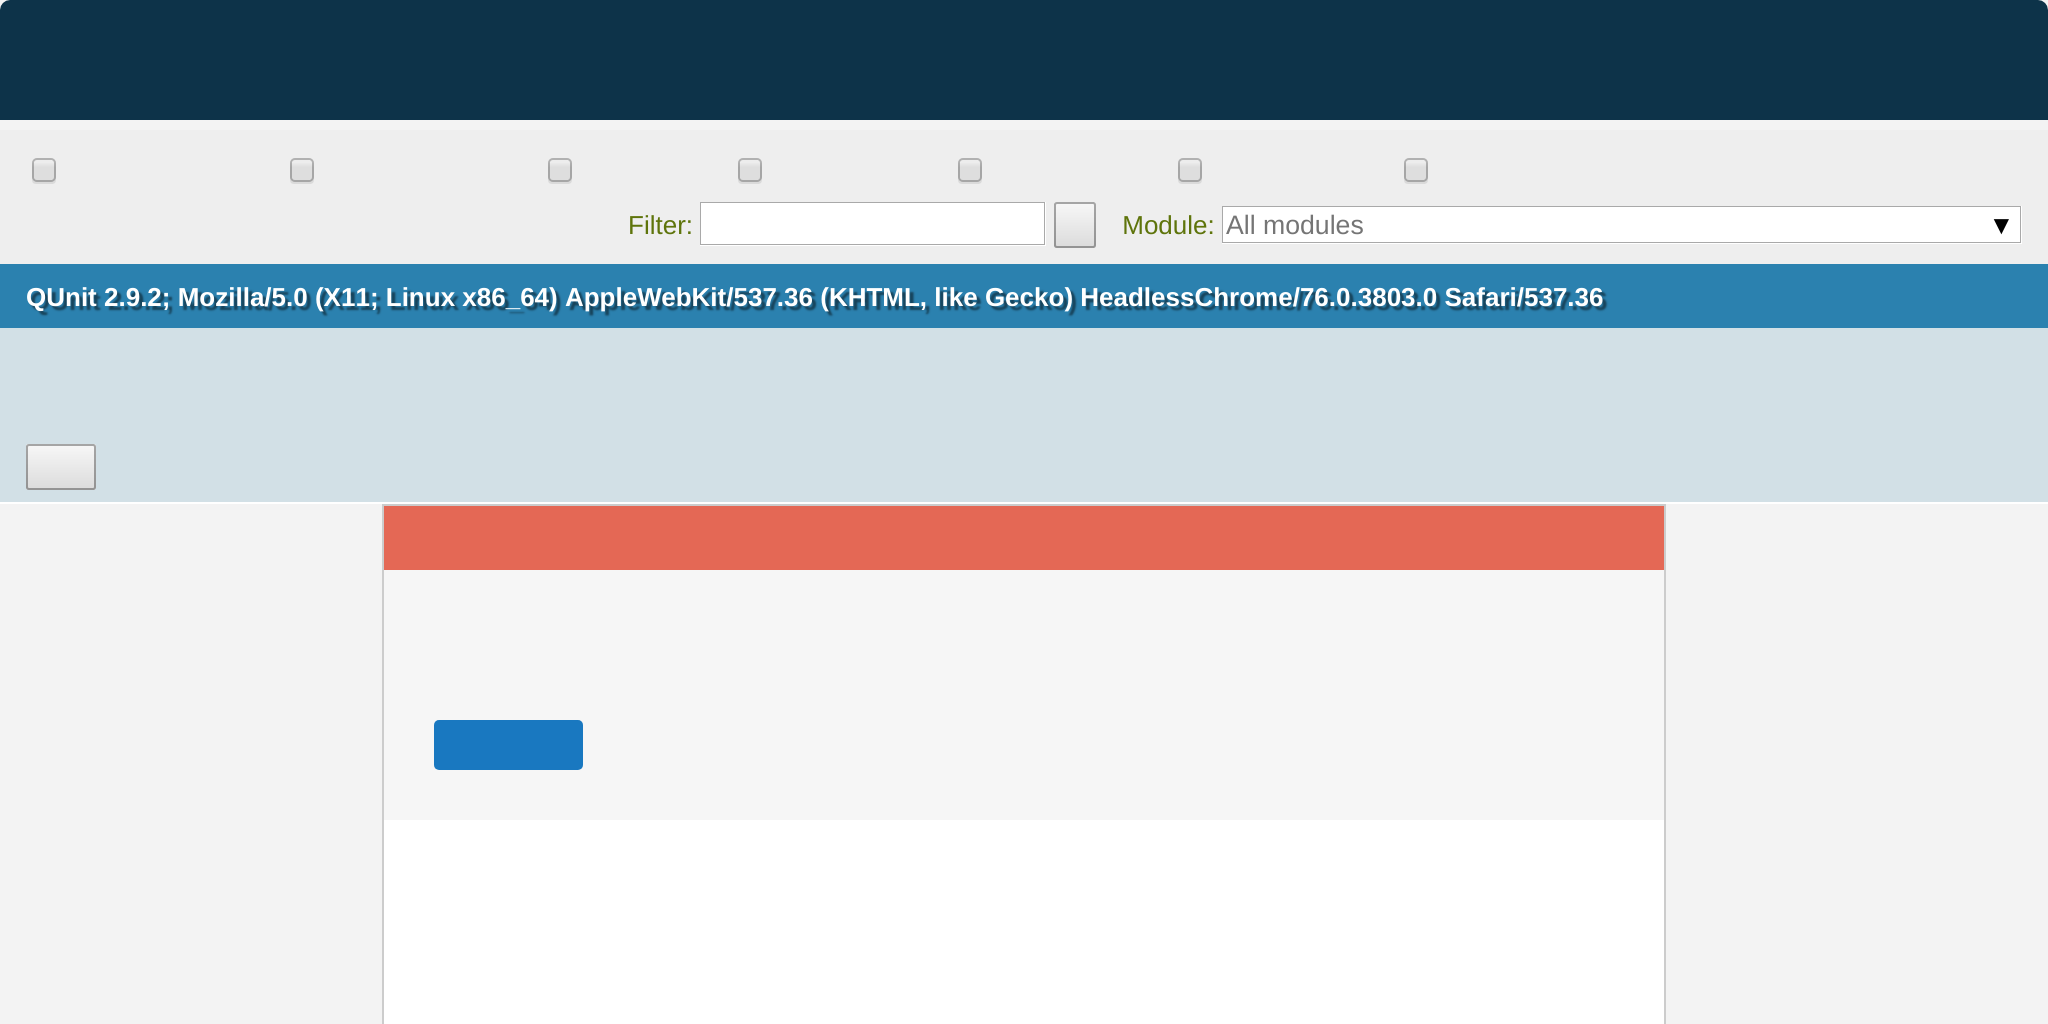 Filter: Module: All modules ▼
QUnit 2.9.2; Mozilla/5.0 (X11; Linux x86_64) AppleWebKit/537.36 (KHTML, like Gecko) HeadlessChrome/76.0.3803.0 Safari/537.36